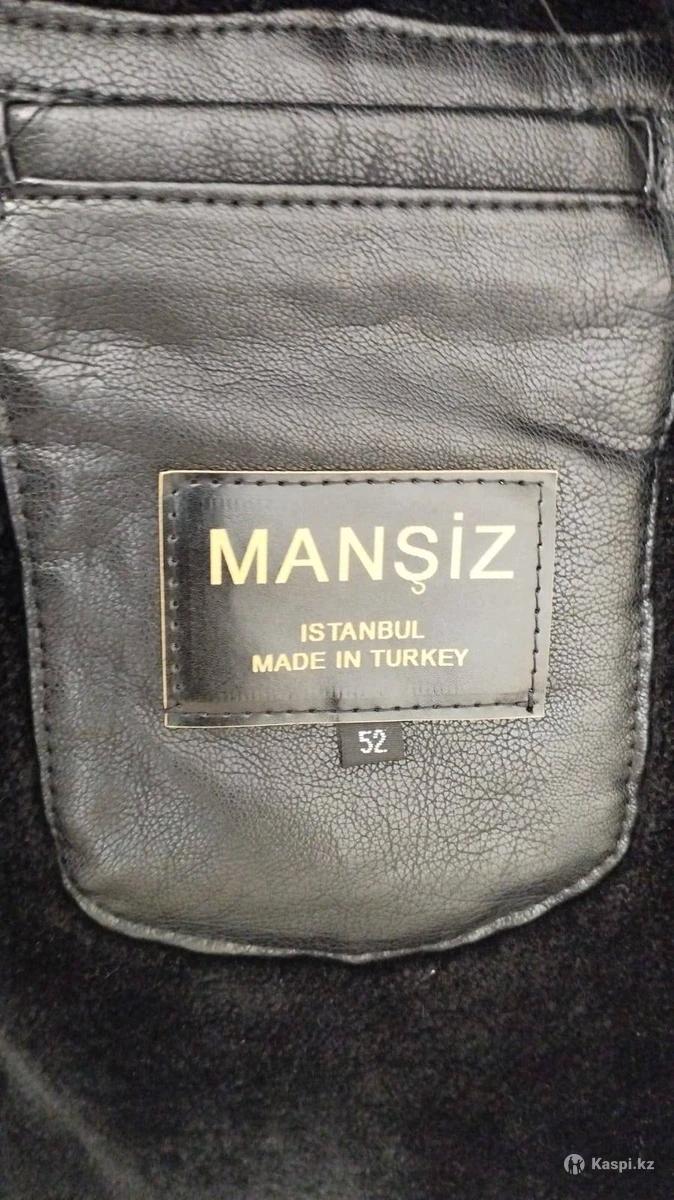 MANŞİZ
ISTANBUL
MADE IN TURKEY
52
Kaspi.kz